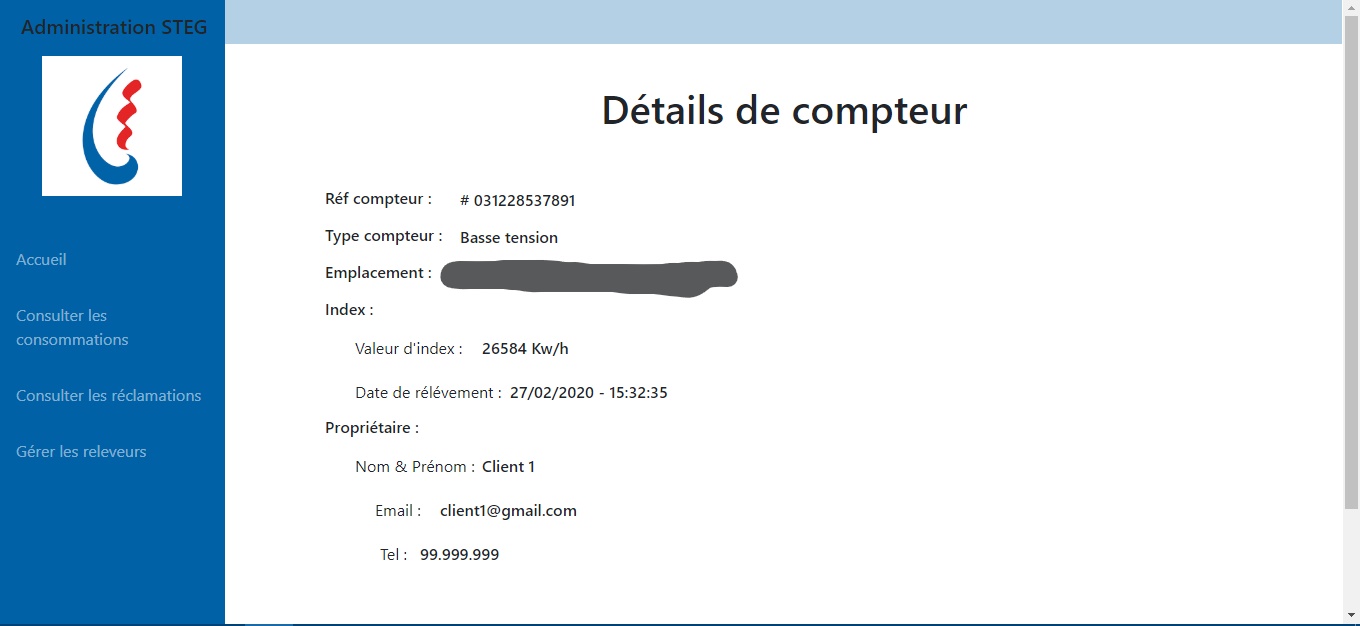 Administration STEG
Accueil
Consulter les
consommations
Consulter les réclamations
Gérer les releveurs
Détails de compteur
Réf compteur : # 031228537891
Type compteur : Basse tension
Emplacement :
Index :
Valeur d'index : 26584 Kw/h
Date de rélévement : 27/02/2020 - 15:32:35
Propriétaire :
Nom & Prénom : Client 1
Email : client1@gmail.com
Tel : 99.999.999